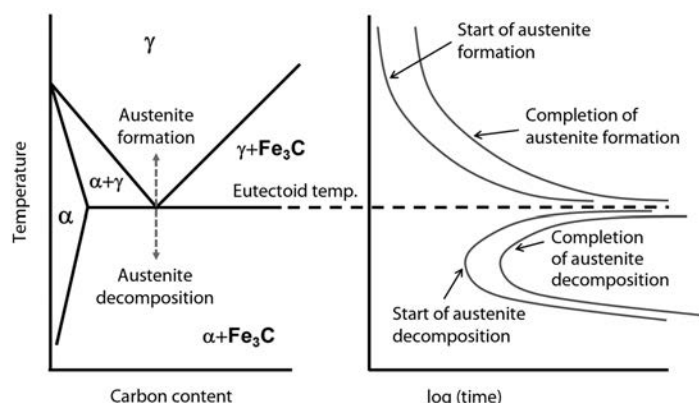 γ
Austenite
formation
γ+Fe₃C
α+γ
α
Eutectoid temp.
Austenite
decomposition
α+Fe₃C
Temperature
Carbon content
Start of austenite
formation
Completion of
austenite formation
Completion
of austenite
decomposition
Start of austenite
decomposition
log (time)